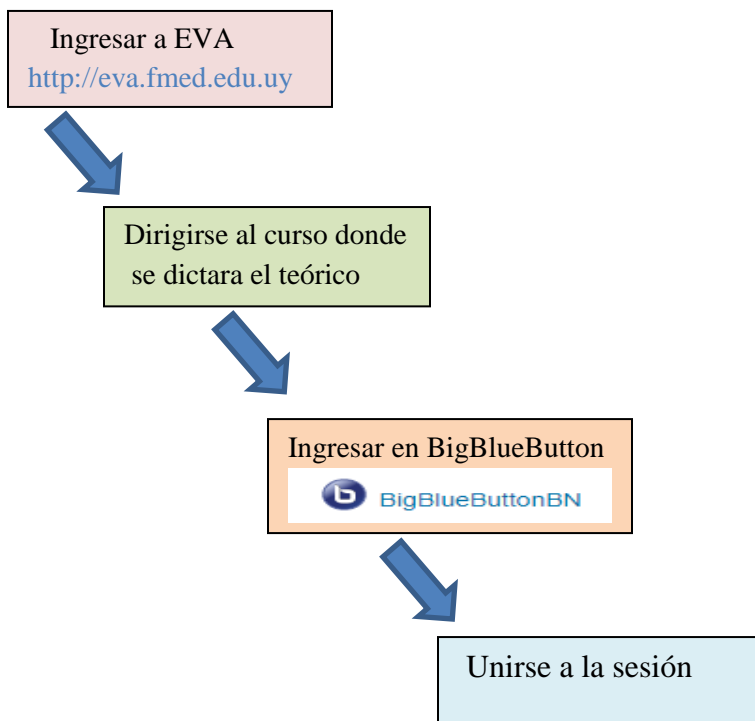 Ingresar a EVA
http://eva.fmed.edu.uy
Dirigirse al curso donde
se dictara el teórico
Ingresar en BigBlueButton
b BigBlueButtonBN
Unirse a la sesión